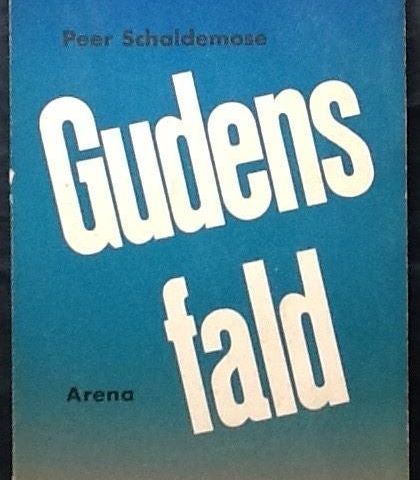 Peer Schaldemose
Gudens
fald
Arena